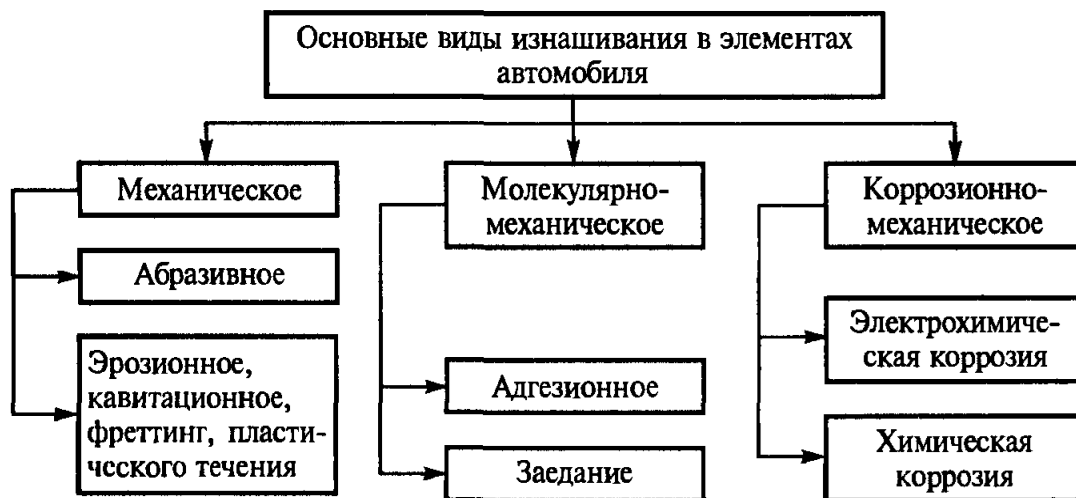 Основные виды изнашивания в элементах
автомобиля
Механическое
Абразивное
Эрозионное,
кавитационное,
фреттинг, пласти-
ческого течения
Молекулярно-
механическое
Адгезионное
Заедание
Коррозионно-
механическое
Электрохимиче-
ская коррозия
Химическая
коррозия